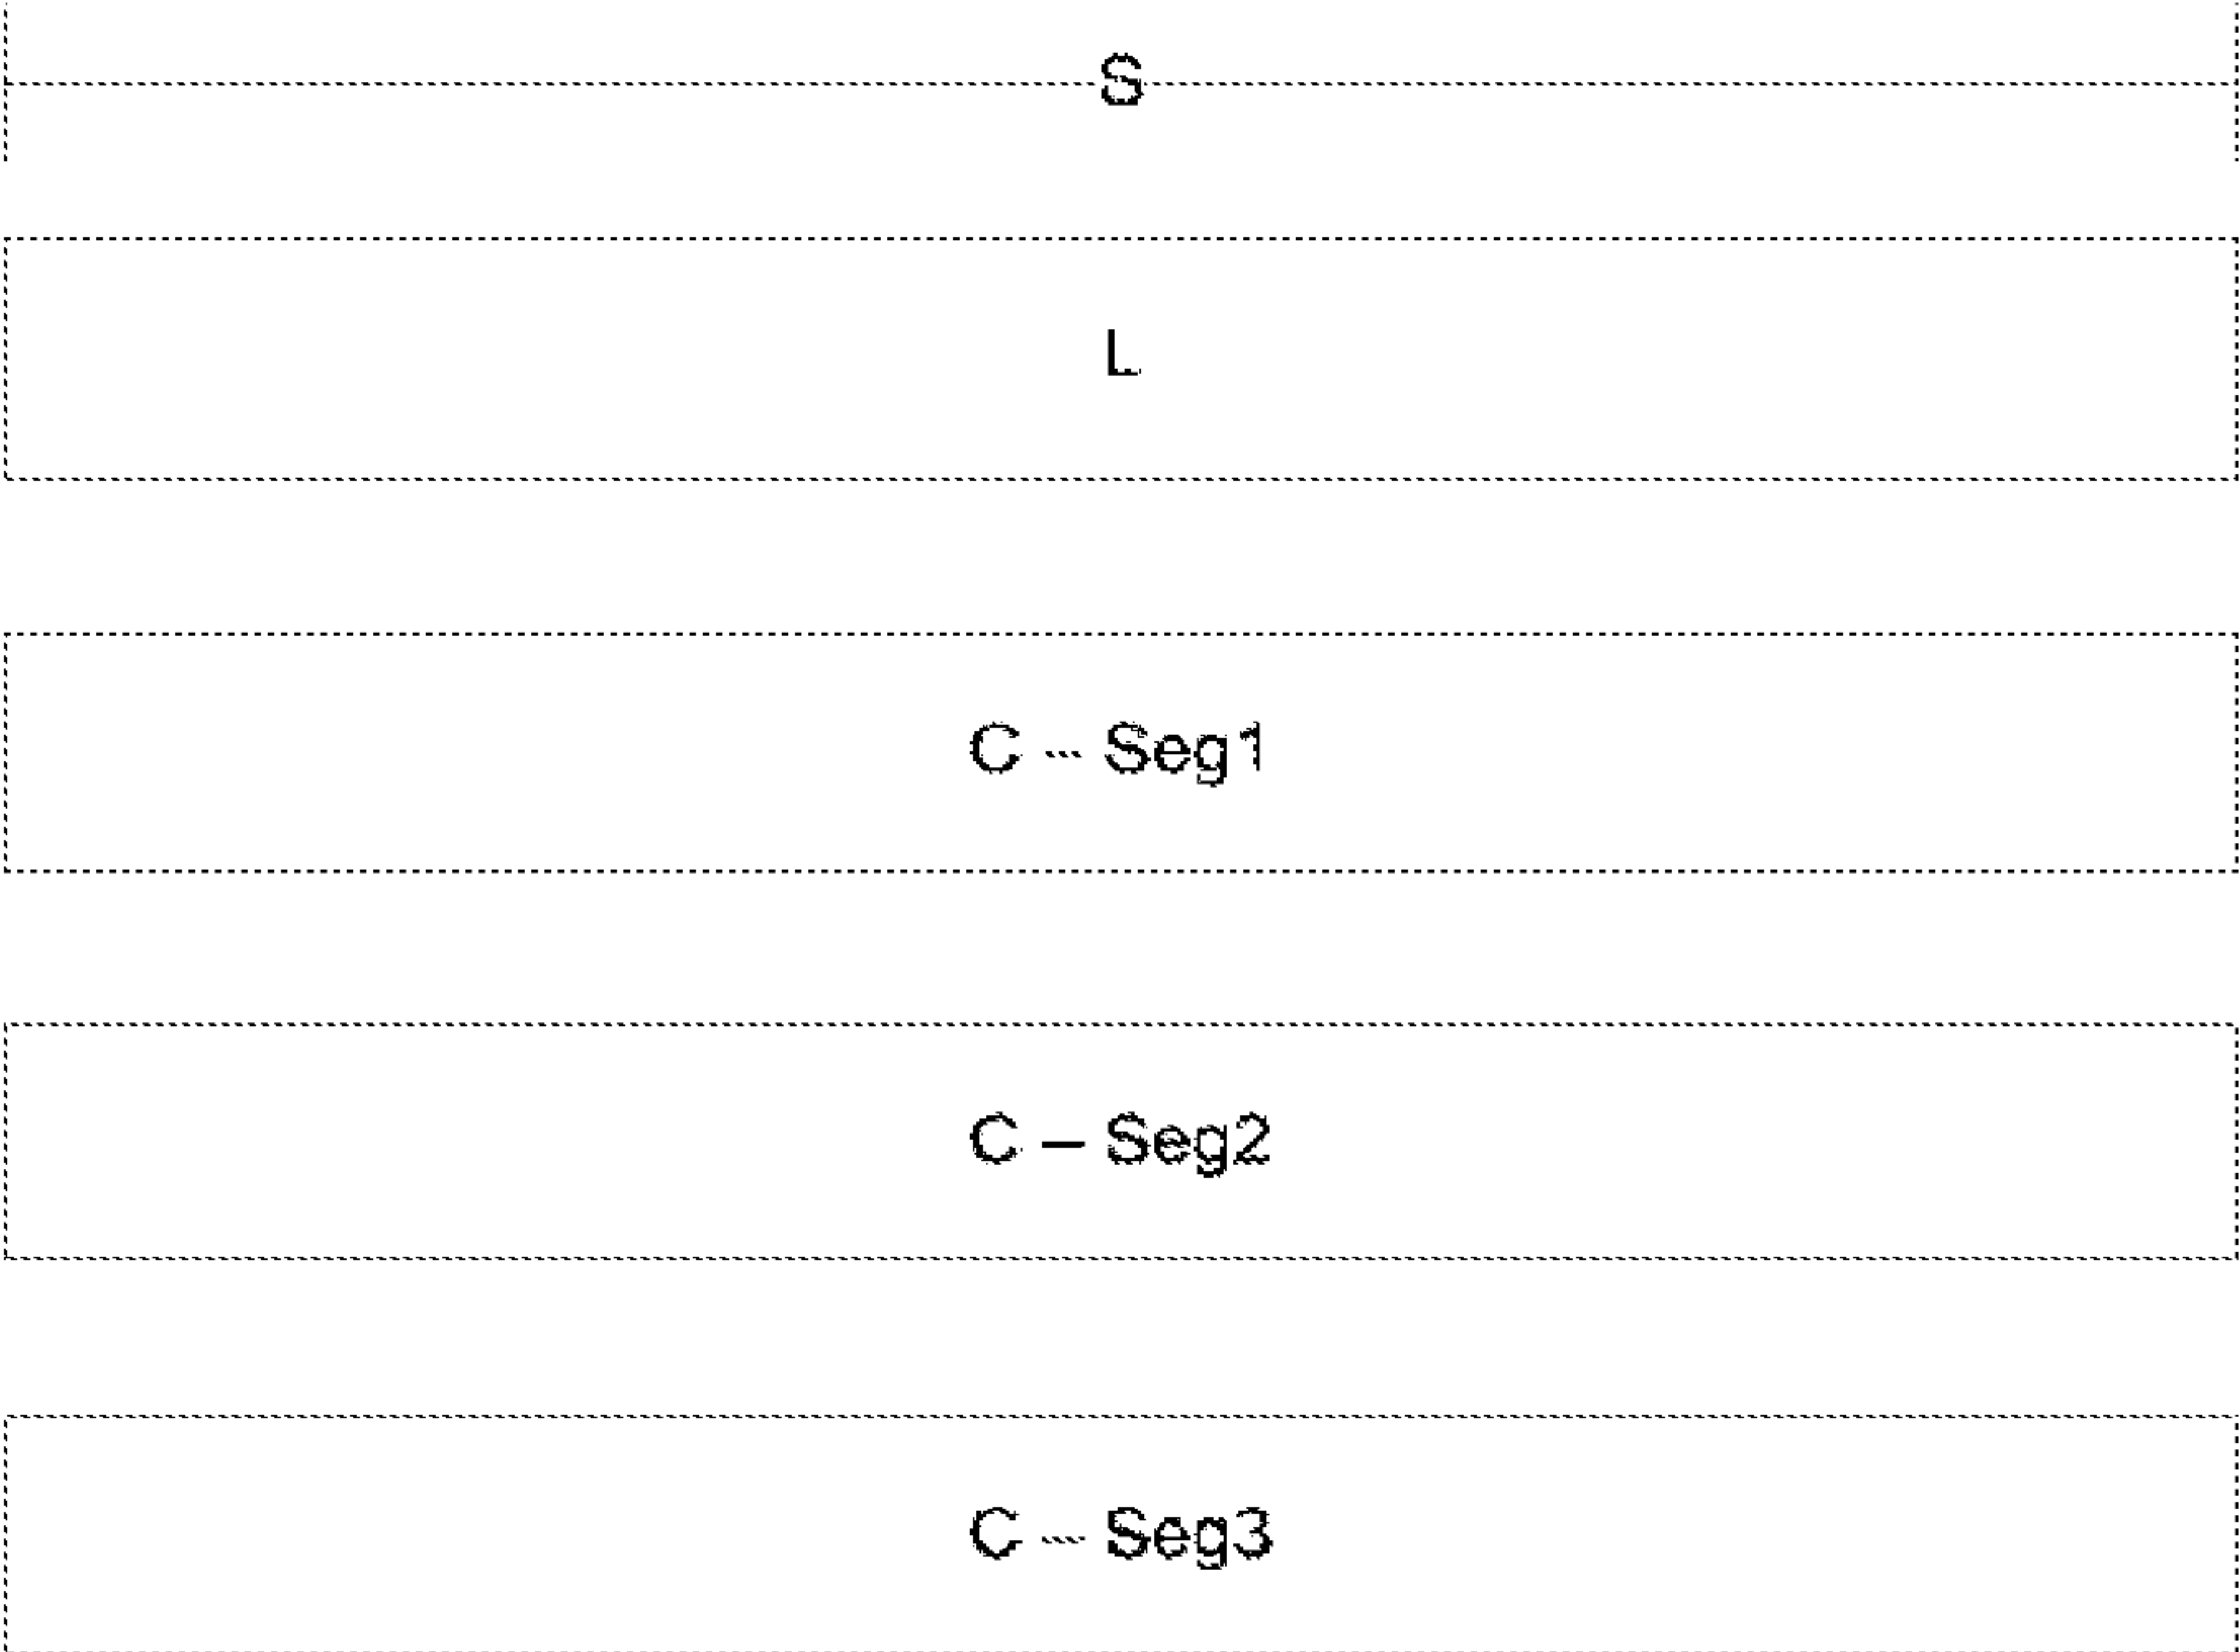 S
L
C – Seg1
C – Seg2
C – Seg3